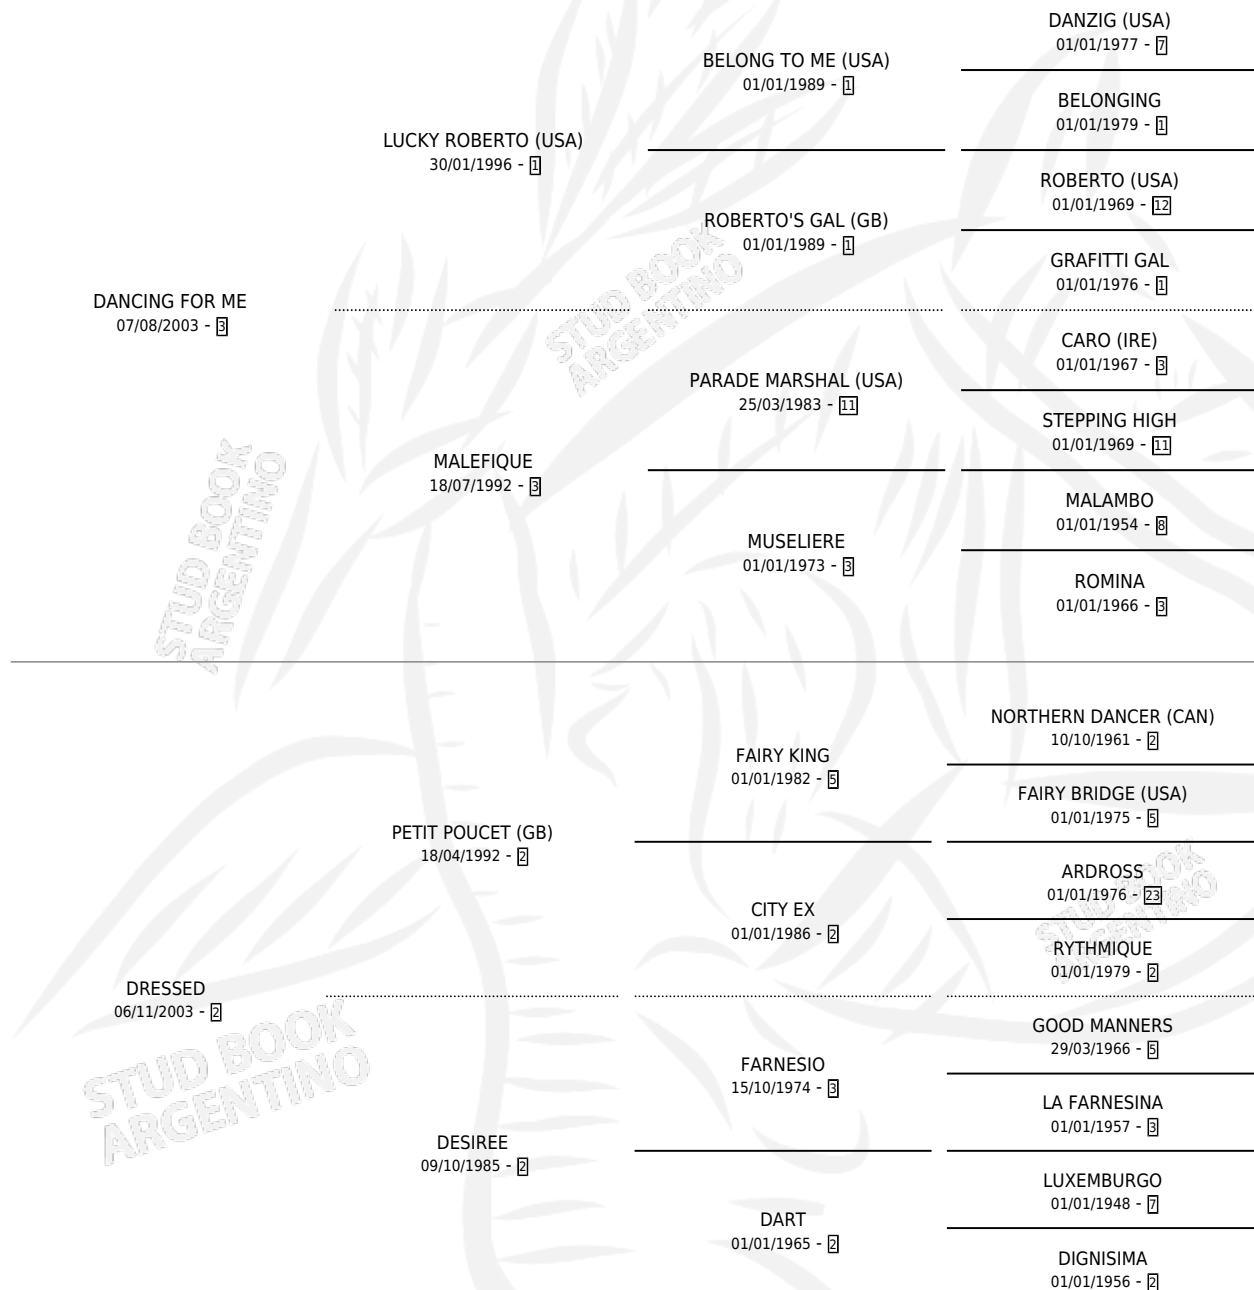 DANZIG (USA)
01/01/1977 - 7
BELONG TO ME (USA)
01/01/1989 - 1
BELONGING
01/01/1979 - 1
LUCKY ROBERTO (USA)
30/01/1996 - 1
ROBERTO (USA)
01/01/1969 - 12
ROBERTO'S GAL (GB)
01/01/1989 - 1
GRAFITTI GAL
01/01/1976 - 1
DANCING FOR ME
07/08/2003 - 3
STUD BOOK
ARGENTINO
CARO (IRE)
01/01/1967 - 3
PARADE MARSHAL (USA)
25/03/1983 - 11
STEPPING HIGH
01/01/1969 - 11
MALEFIQUE
18/07/1992 - 3
MALAMBO
01/01/1954 - 8
MUSELIERE
01/01/1973 - 3
ROMINA
01/01/1966 - 3
STUD BOOK
ARGENTINO
NORTHERN DANCER (CAN)
10/10/1961 - 2
FAIRY KING
01/01/1982 - 5
FAIRY BRIDGE (USA)
01/01/1975 - 5
PETIT POUCET (GB)
18/04/1992 - 2
ARDROSS
01/01/1976 - 23
CITY EX
01/01/1986 - 2
RYTHMIQUE
01/01/1979 - 2
STUD BOOK
ARGENTINO
DRESSED
06/11/2003 - 2
GOOD MANNERS
29/03/1966 - 5
FARNESIO
15/10/1974 - 3
LA FARNESINA
01/01/1957 - 3
STUD BOOK
ARGENTINO
DESIREE
09/10/1985 - 2
LUXEMBURGO
01/01/1948 - 7
DART
01/01/1965 - 2
DIGNISIMA
01/01/1956 - 2